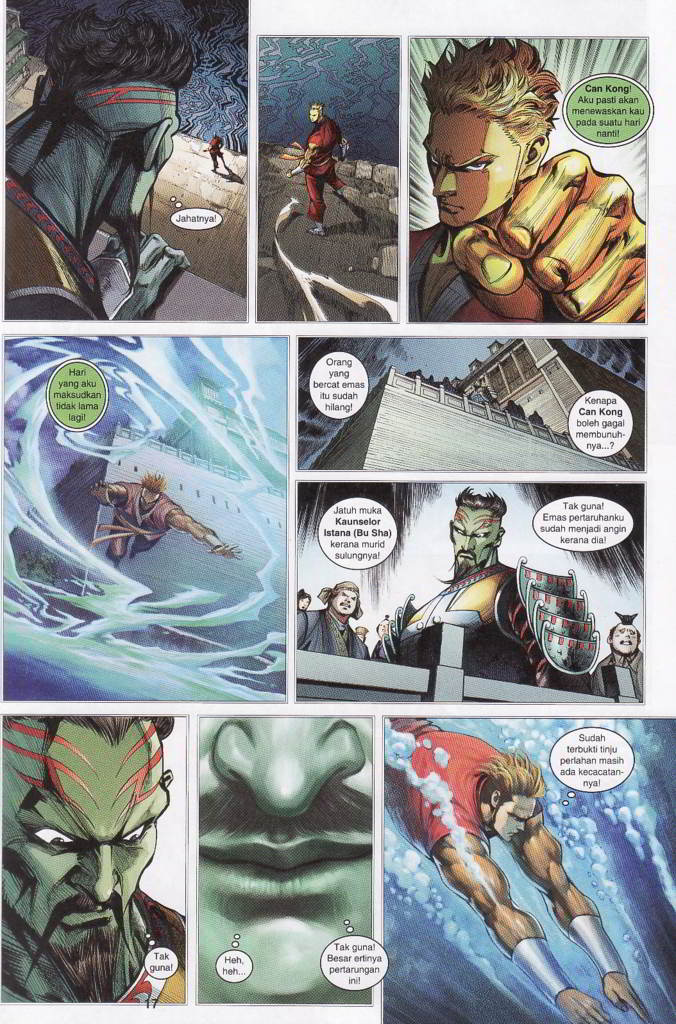 Jahatnya!
Can Kong!
Aku pasti akan
menewaskan kau
pada suatu hari
nanti!
Hari
yang aku
maksudkan
tidak lama
lagi!
Orang
yang
bercat emas
itu sudah
hilang!
Kenapa
Can Kong
boleh gagal
membunuh-
nya...?
Jatuh muka
Kaunselor
Istana (Bu Sha)
kerana murid
sulungnya!
Tak guna!
Emas pertaruhanku
sudah menjadi angin
kerana dia!
Tak
guna!
Heh,
heh...
Tak guna!
Besar ertinya
pertarungan
ini!
Sudah
terbukti tinju
perlahan masih
ada kecacatan-
nya!
17